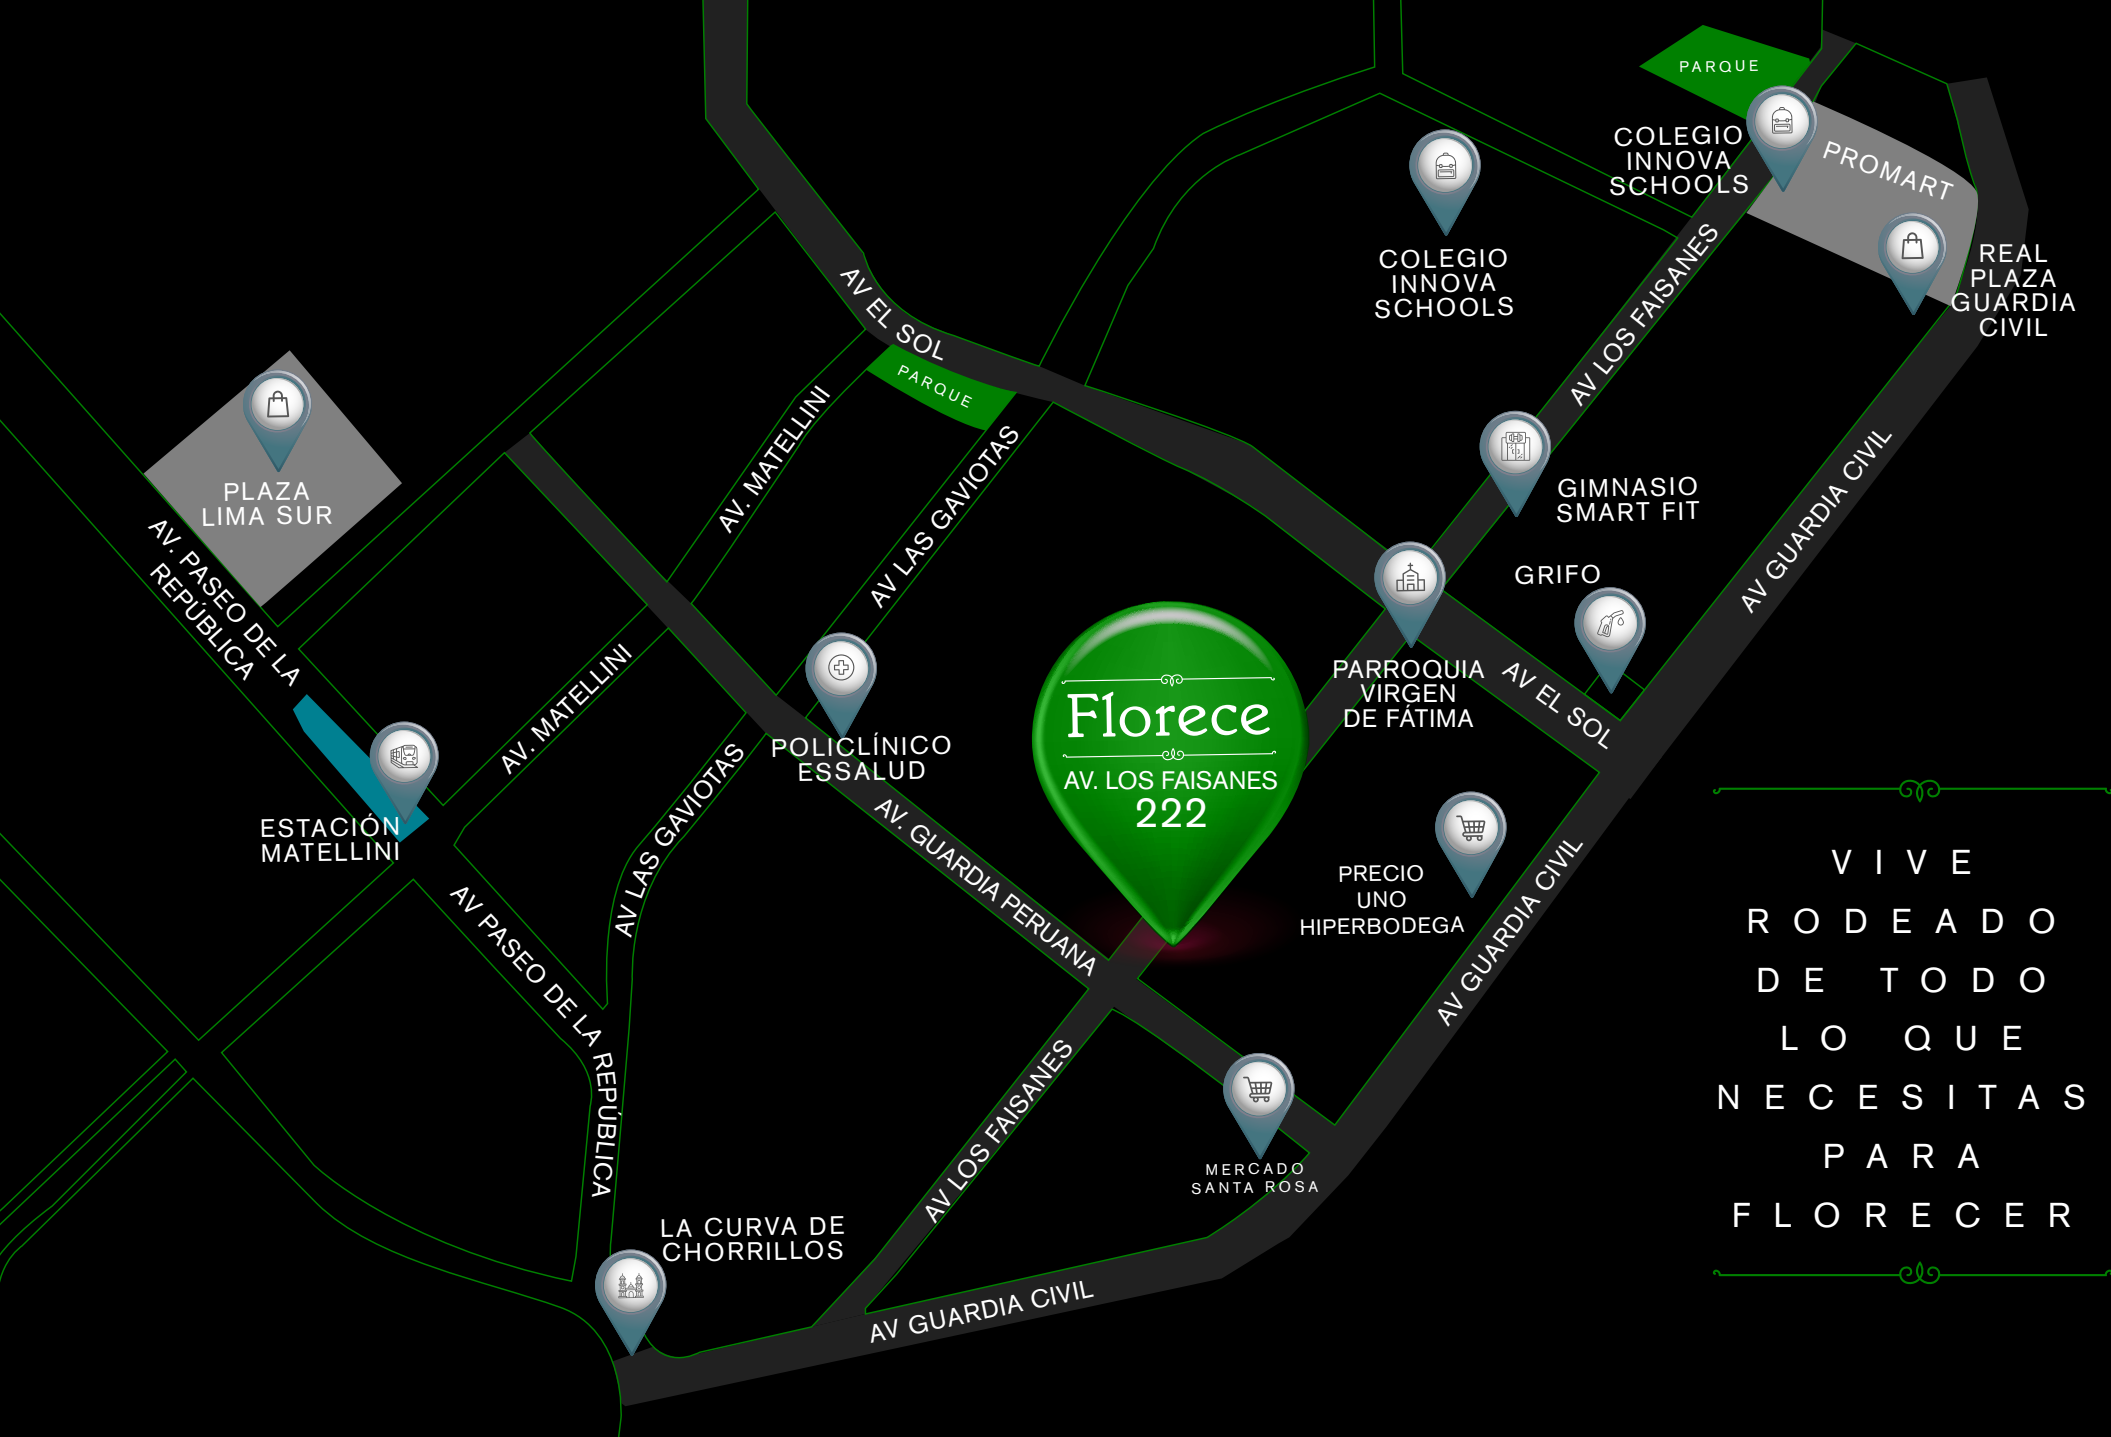 PARQUE
COLEGIO
INNOVA
SCHOOLS
PROMART
COLEGIO
INNOVA
SCHOOLS
REAL
PLAZA
GUARDIA
CIVIL
AV EL SOL
PARQUE
AV LOS FAISANES
PLAZA
LIMA SUR
AV. MATELLINI
AV LAS GAVIOTAS
GIMNASIO
SMART FIT
AV GUARDIA CIVIL
AV. PASEO DE LA
REPÚBLICA
GRIFO
AV. MATELLINI
PARROQUIA
VIRGEN
DE FÁTIMA
AV EL SOL
Florece
AV. LOS FAISANES
222
POLICLÍNICO
ESSALUD
AV LAS GAVIOTAS
ESTACIÓN
MATELLINI
AV. GUARDIA PERUANA
PRECIO
UNO
HIPERBODEGA
AV GUARDIA CIVIL
AV PASEO DE LA REPÚBLICA
AV LOS FAISANES
MERCADO
SANTA ROSA
LA CURVA DE
CHORRILLOS
AV GUARDIA CIVIL
VIVE
RODEADO
DE TODO
LO QUE
NECESITAS
PARA
FLORECER